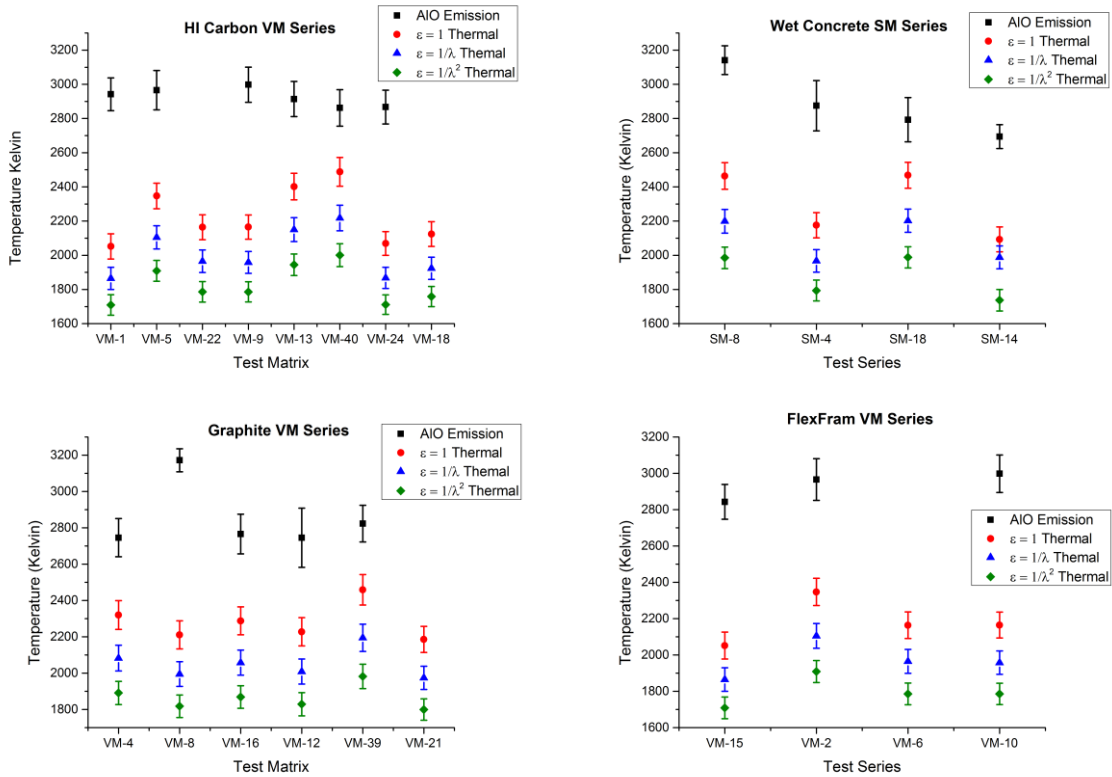 HI Carbon VM Series
AIO Emission
ε = 1 Thermal
ε = 1/λ Themal
ε = 1/λ² Thermal
3200
3000
2800
2600
2400
2200
2000
1800
1600
Temperature Kelvin
VM-1 VM-5 VM-22 VM-9 VM-13 VM-40 VM-24 VM-18
Test Matrix
Wet Concrete SM Series
AIO Emission
ε = 1 Thermal
ε = 1/λ Themal
ε = 1/λ² Thermal
3200
3000
2800
2600
2400
2200
2000
1800
1600
Temperature (Kelvin)
SM-8 SM-4 SM-18 SM-14
Test Series
Graphite VM Series
AIO Emission
ε = 1 Thermal
ε = 1/λ Themal
ε = 1/λ² Thermal
3200
3000
2800
2600
2400
2200
2000
1800
Temperature (Kelvin)
VM-4 VM-8 VM-16 VM-12 VM-39 VM-21
Test Matrix
FlexFram VM Series
AIO Emission
ε = 1 Thermal
ε = 1/λ Themal
ε = 1/λ² Thermal
3200
3000
2800
2600
2400
2200
2000
1800
1600
Temperature (Kelvin)
VM-15 VM-2 VM-6 VM-10
Test Series